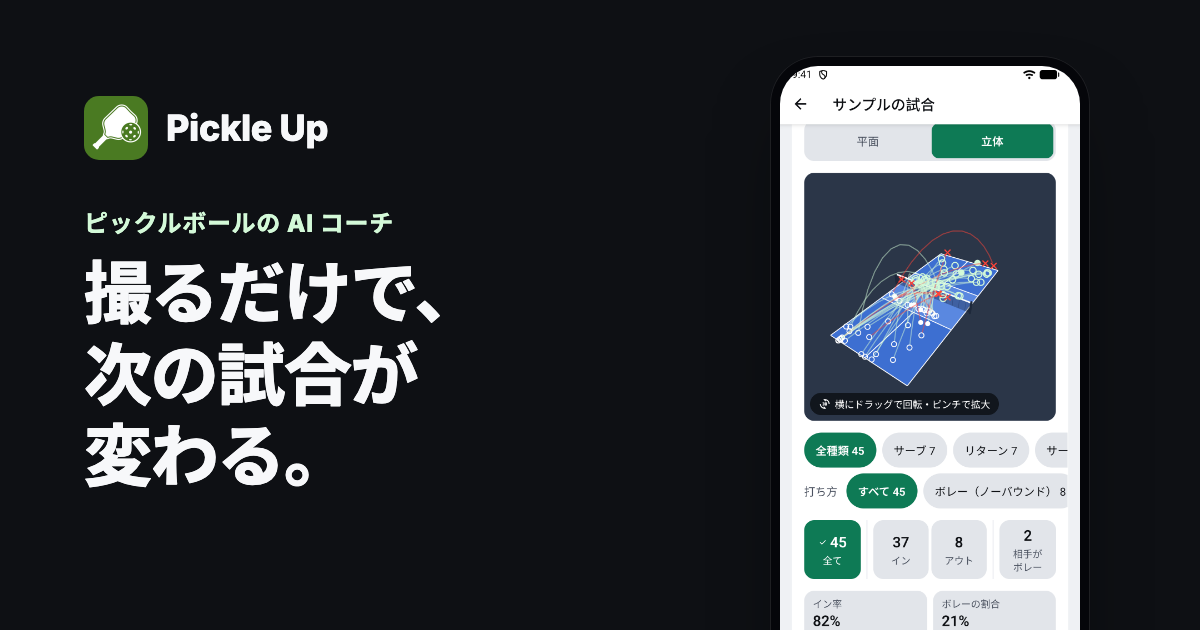 Pickle Up
ピックルボールの AI コーチ
撮るだけで、
次の試合が
変わる。
9:41
サンプルの試合
平面
立体
横にドラッグで回転・ピンチで拡大
全種類 45
サーブ 7
リターン 7
サー
打ち方
すべて 45
ボレー（ノーバウンド） 8
45
全て
37
イン
8
アウト
2
相手が
ボレー
イン率
82%
ボレーの割合
21%